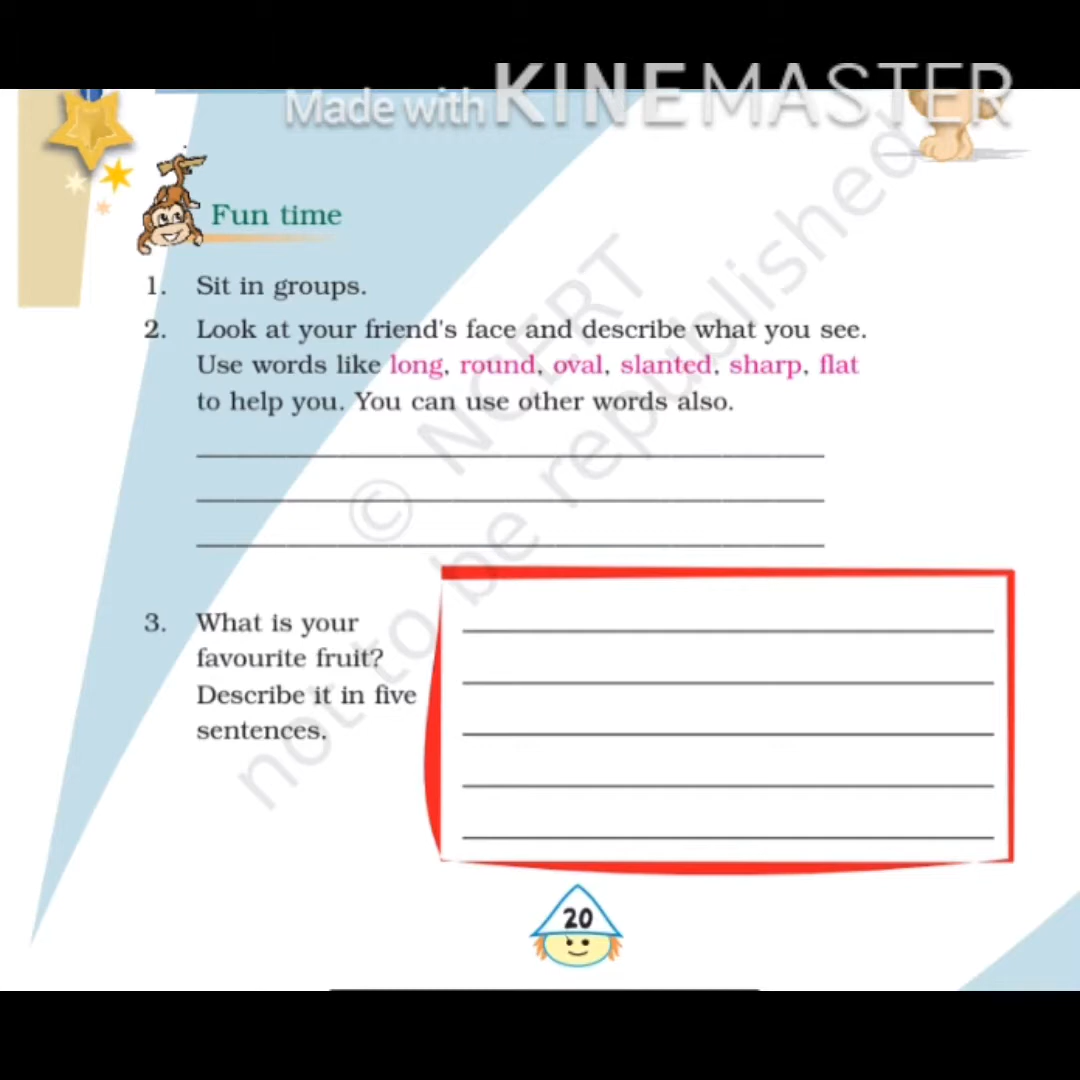 Made with KINEMASTER
Fun time
1. Sit in groups.
2. Look at your friend's face and describe what you see.
Use words like long, round, oval, slanted, sharp, flat
to help you. You can use other words also.
3. What is your
favourite fruit?
Describe it in five
sentences.
© NCERT
not to be republished
20